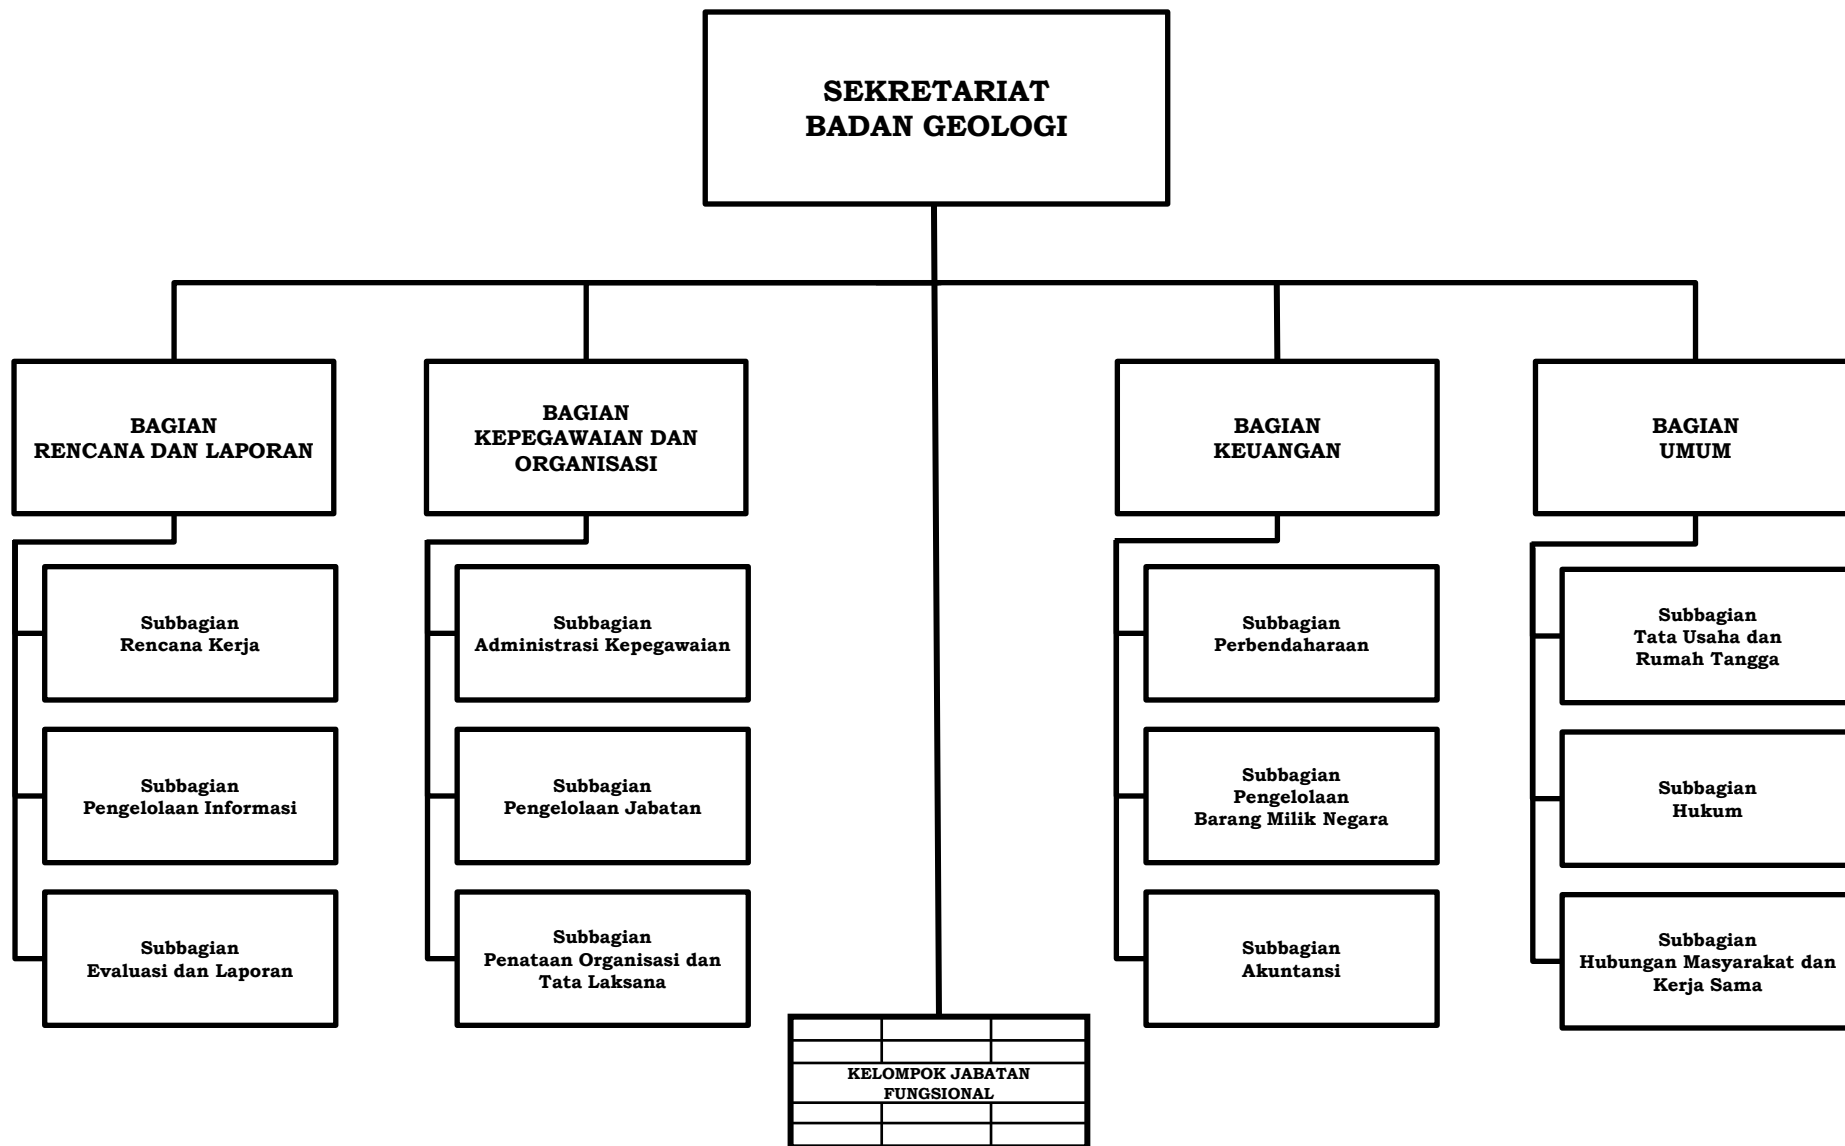 SEKRETARIAT
BADAN GEOLOGI
BAGIAN
RENCANA DAN LAPORAN
BAGIAN
KEPEGAWAIAN DAN
ORGANISASI
BAGIAN
KEUANGAN
BAGIAN
UMUM
Subbagian
Rencana Kerja
Subbagian
Administrasi Kepegawaian
Subbagian
Perbendaharaan
Subbagian
Tata Usaha dan
Rumah Tangga
Subbagian
Pengelolaan Informasi
Subbagian
Pengelolaan Jabatan
Subbagian
Pengelolaan
Barang Milik Negara
Subbagian
Hukum
Subbagian
Evaluasi dan Laporan
Subbagian
Penataan Organisasi dan
Tata Laksana
Subbagian
Akuntansi
Subbagian
Hubungan Masyarakat dan
Kerja Sama
KELOMPOK JABATAN
FUNGSIONAL